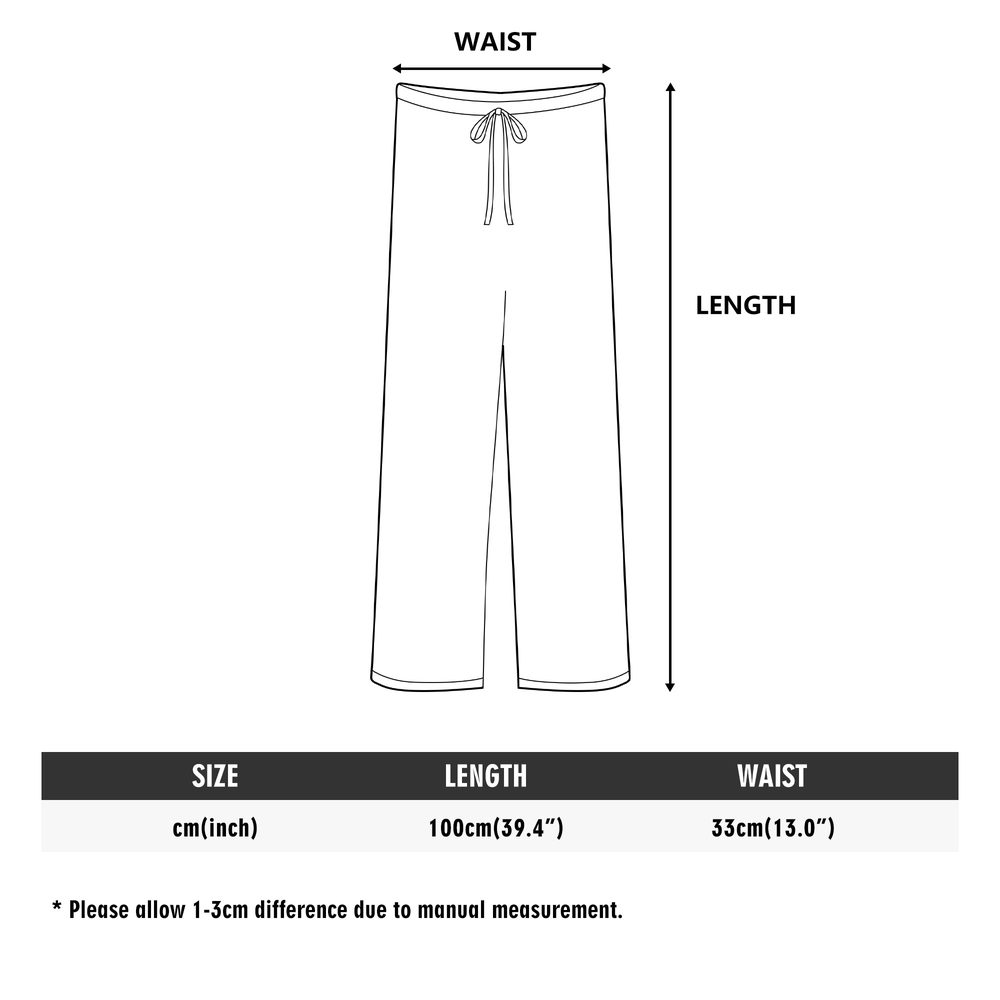 WAIST
LENGTH
SIZE LENGTH WAIST
cm(inch) 100cm(39.4”) 33cm(13.0”)
* Please allow 1-3cm difference due to manual measurement.